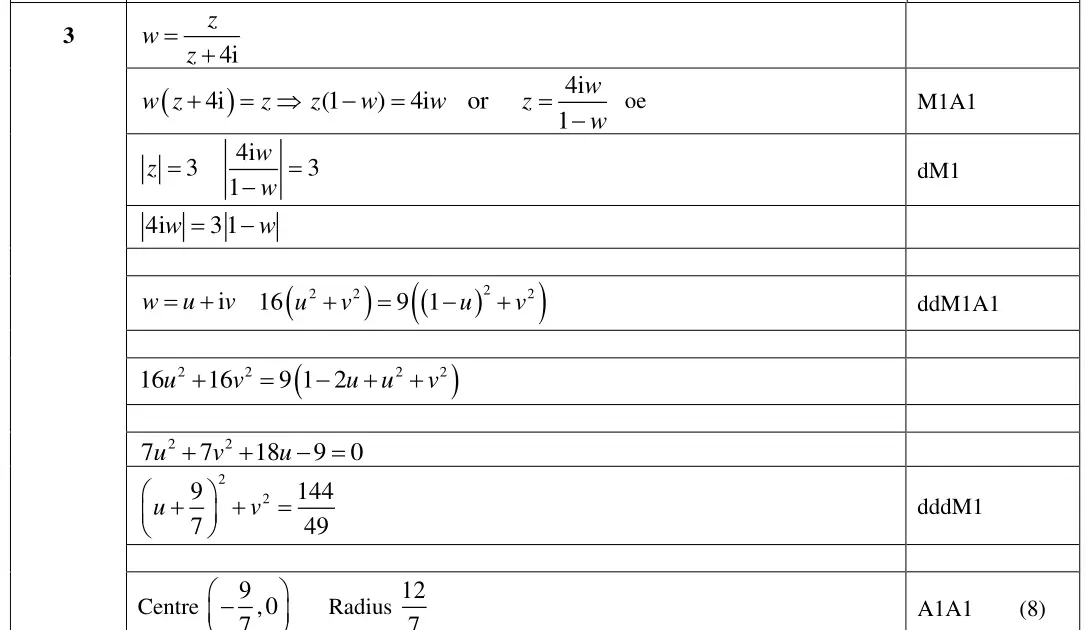 3 w = z/(z + 4i)
w(z + 4i) = z ⇒ z(1 − w) = 4iw or z = 4iw/(1 − w) oe M1A1
|z| = 3 |4iw/(1 − w)| = 3 dM1
|4iw| = 3|1 − w|
w = u + iv 16(u² + v²) = 9((1 − u)² + v²) ddM1A1
16u² + 16v² = 9(1 − 2u + u² + v²)
7u² + 7v² + 18u − 9 = 0
(u + 9/7)² + v² = 144/49 dddM1
Centre (−9/7, 0) Radius 12/7 A1A1 (8)